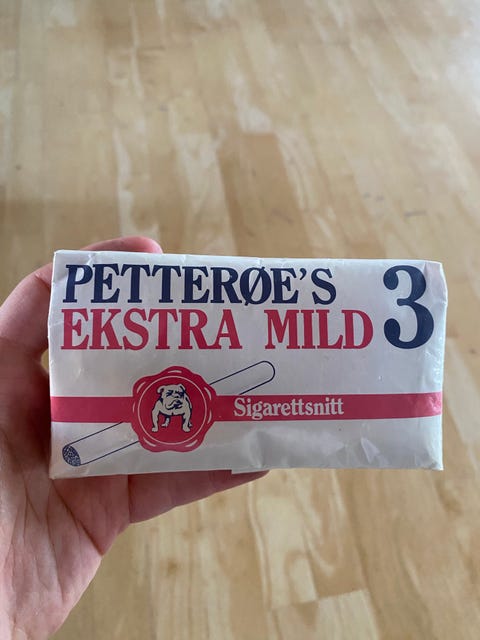 PETTERØE'S 3
EKSTRA MILD
Sigarettsnitt